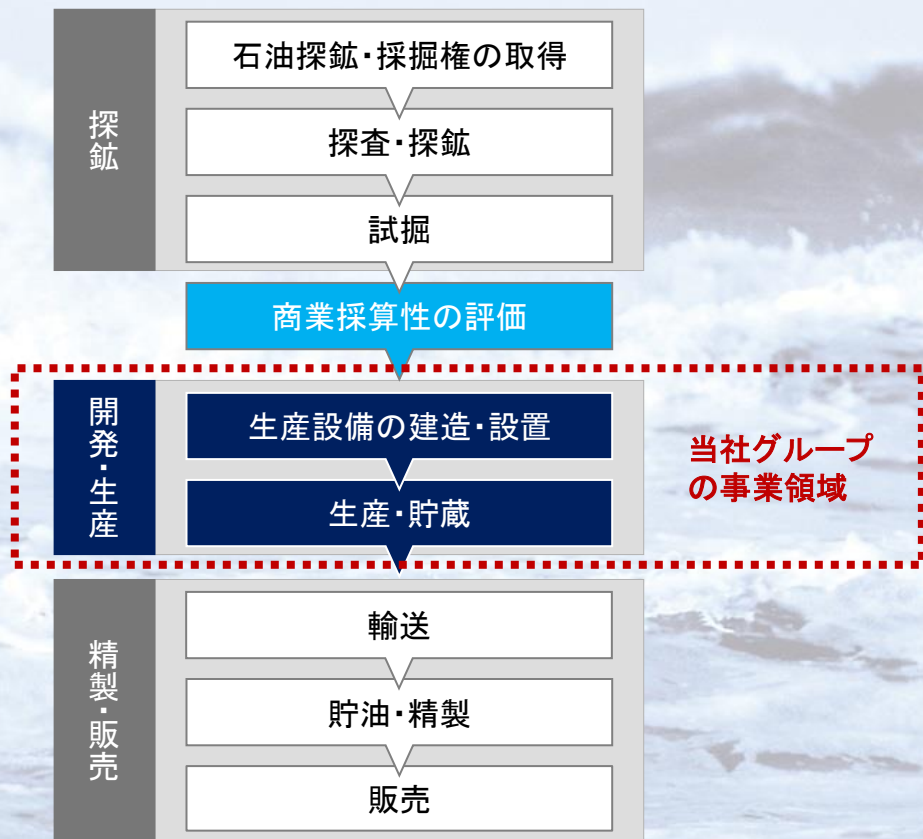 探鉱
石油探鉱・採掘権の取得
探査・探鉱
試掘
商業採算性の評価
開発・生産
生産設備の建造・設置
生産・貯蔵
当社グループ
の事業領域
精製・販売
輸送
貯油・精製
販売